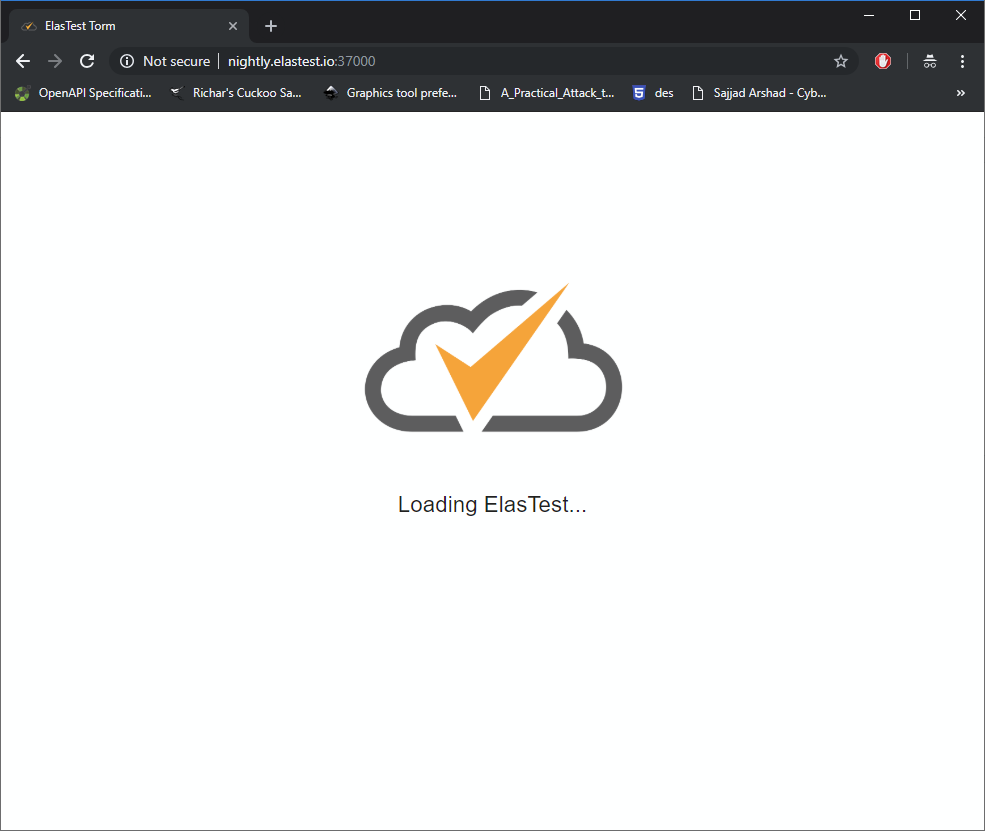 ElasTest Torm
Not secure nightly.elastest.io:37000
OpenAPI Specificati... Richar's Cuckoo Sa... Graphics tool prefe... A_Practical_Attack_t... des Sajjad Arshad - Cyb... »
Loading ElasTest...